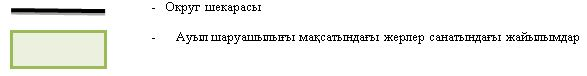 - Округ шекарасы
- Ауыл шаруашылығы мақсатындағы жерлер санатындағы жайылымдар